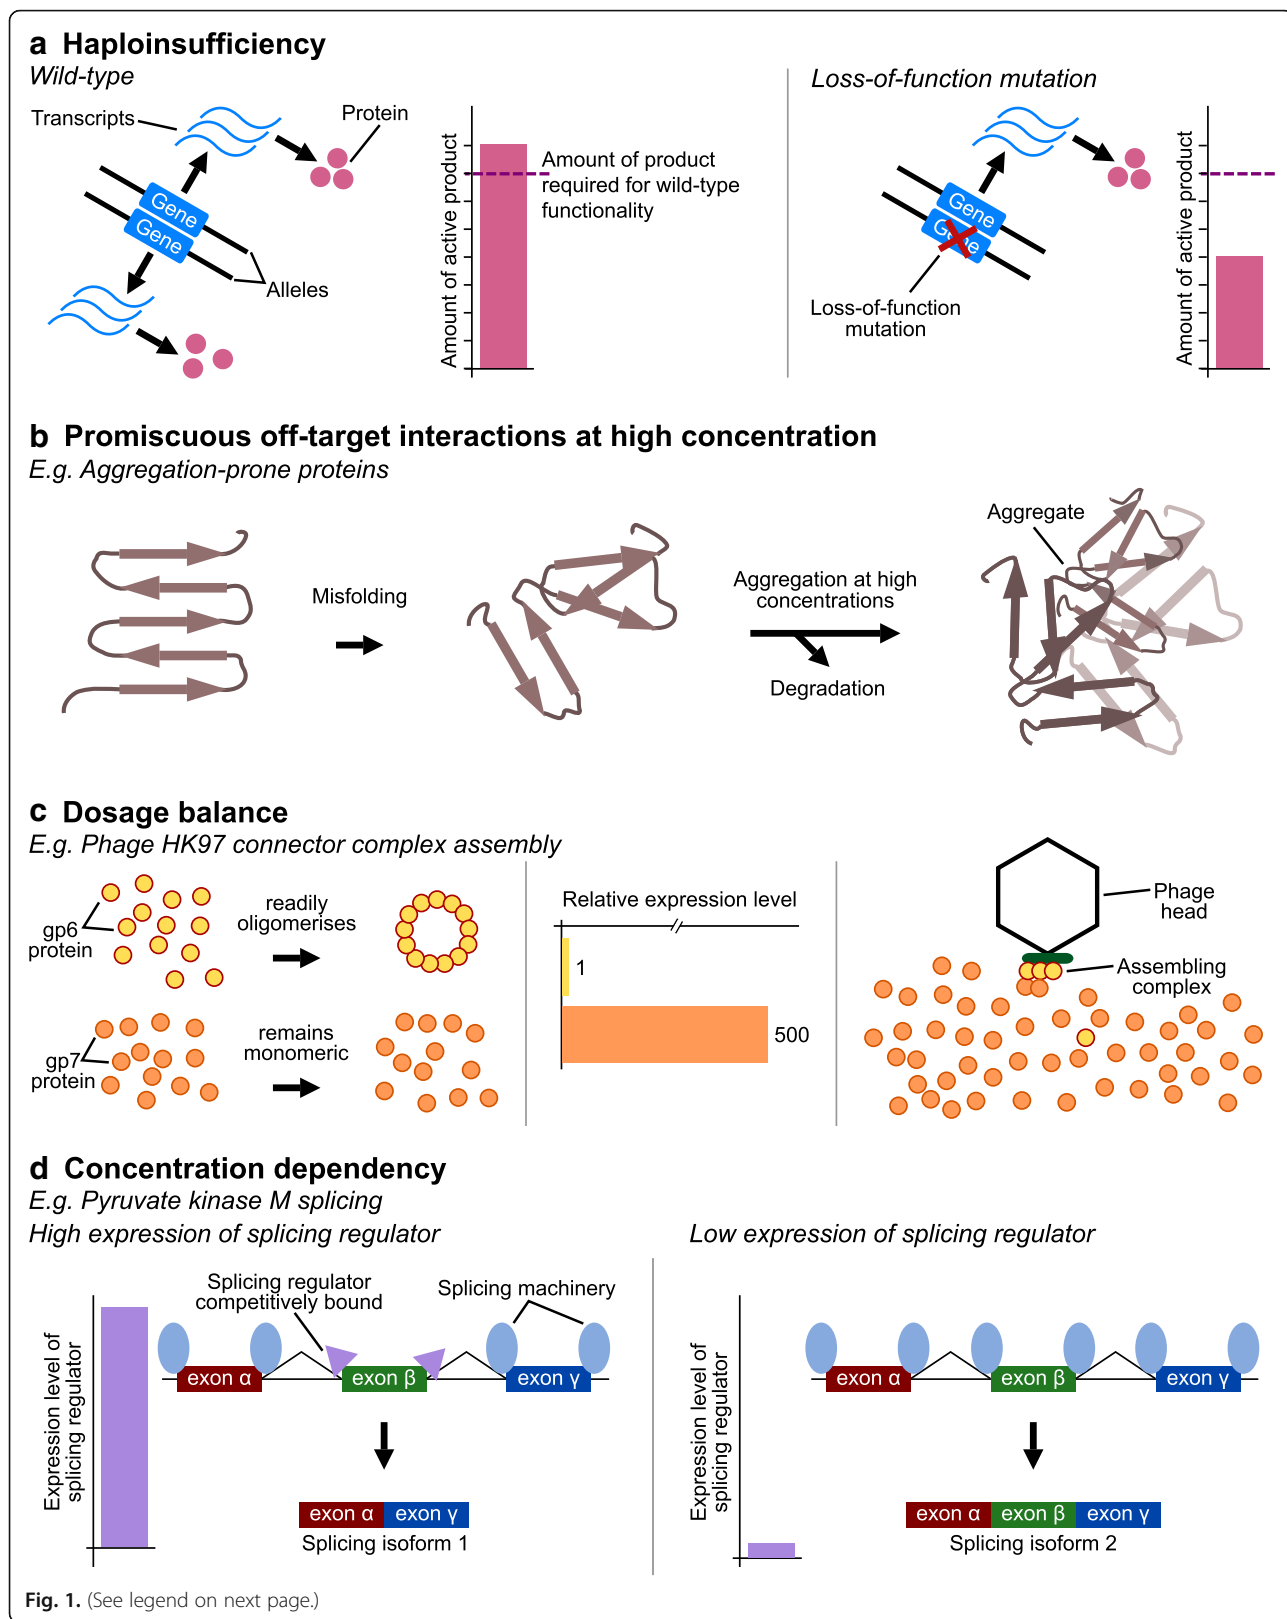 a Haploinsufficiency
Wild-type
Transcripts
Protein
Gene
Gene
Alleles
Amount of active product
Amount of product
required for wild-type
functionality
Loss-of-function mutation
Gene
Gene
Loss-of-function
mutation
Amount of active product
b Promiscuous off-target interactions at high concentration
E.g. Aggregation-prone proteins
Misfolding
Aggregation at high
concentrations
Degradation
Aggregate
c Dosage balance
E.g. Phage HK97 connector complex assembly
gp6
protein
readily
oligomerises
gp7
protein
remains
monomeric
Relative expression level
1
500
Phage
head
Assembling
complex
d Concentration dependency
E.g. Pyruvate kinase M splicing
High expression of splicing regulator
Expression level of
splicing regulator
Splicing regulator
competitively bound
Splicing machinery
exon α
exon β
exon γ
exon α
exon γ
Splicing isoform 1
Low expression of splicing regulator
Expression level of
splicing regulator
exon α
exon β
exon γ
exon α
exon β
exon γ
Splicing isoform 2
Fig. 1. (See legend on next page.)